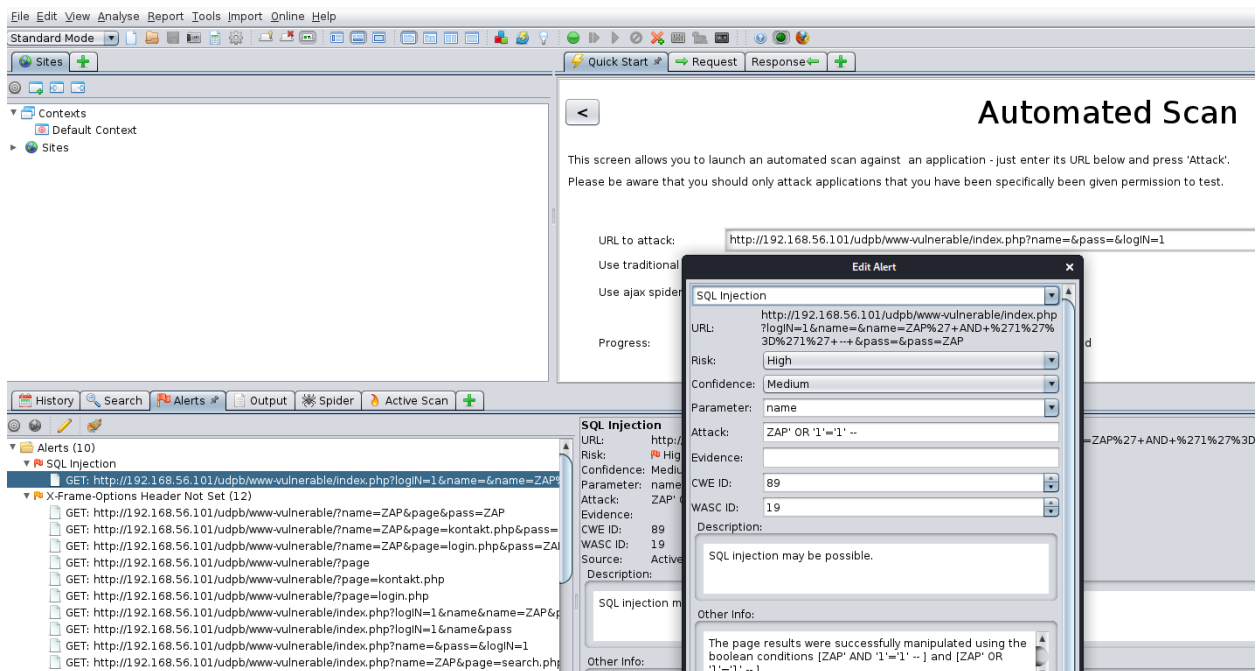 File Edit View Analyse Report Tools Import Online Help
Standard Mode
Sites
Quick Start Request Response
Contexts
Default Context
Sites
<
Automated Scan
This screen allows you to launch an automated scan against an application - just enter its URL below and press 'Attack'.
Please be aware that you should only attack applications that you have been specifically been given permission to test.
URL to attack: http://192.168.56.101/udpb/www-vulnerable/index.php?name=&pass=&logIN=1
Use traditional
Use ajax spider
Progress:
d
Edit Alert
SQL Injection
URL: http://192.168.56.101/udpb/www-vulnerable/index.php
?logIN=1&name=&name=ZAP%27+AND+%271%27%
3D%271%27+--+&pass=&pass=ZAP
Risk: High
Confidence: Medium
Parameter: name
Attack: ZAP' OR '1'='1' --
Evidence:
CWE ID: 89
WASC ID: 19
Description:
SQL injection may be possible.
Other Info:
The page results were successfully manipulated using the
boolean conditions [ZAP' AND '1'='1' -- ] and [ZAP' OR
'1'='1' -- ]
History Search Alerts Output Spider Active Scan
Alerts (10)
SQL Injection
GET: http://192.168.56.101/udpb/www-vulnerable/index.php?logIN=1&name=&name=ZAP%
X-Frame-Options Header Not Set (12)
GET: http://192.168.56.101/udpb/www-vulnerable/?name=ZAP&page&pass=ZAP
GET: http://192.168.56.101/udpb/www-vulnerable/?name=ZAP&page=kontakt.php&pass=
GET: http://192.168.56.101/udpb/www-vulnerable/?name=ZAP&page=login.php&pass=ZAI
GET: http://192.168.56.101/udpb/www-vulnerable/?page
GET: http://192.168.56.101/udpb/www-vulnerable/?page=kontakt.php
GET: http://192.168.56.101/udpb/www-vulnerable/?page=login.php
GET: http://192.168.56.101/udpb/www-vulnerable/index.php?logIN=1&name&name=ZAP&p
GET: http://192.168.56.101/udpb/www-vulnerable/index.php?logIN=1&name&pass
GET: http://192.168.56.101/udpb/www-vulnerable/index.php?name=&pass=&logIN=1
GET: http://192.168.56.101/udpb/www-vulnerable/index.php?name=ZAP&page=search.php
SQL Injection
URL: http:/
=ZAP%27+AND+%271%27%3D
Risk: Hig
Confidence: Mediu
Parameter: name
Attack: ZAP'
Evidence:
CWE ID: 89
WASC ID: 19
Source: Active
Description:
SQL injection m
Other Info: